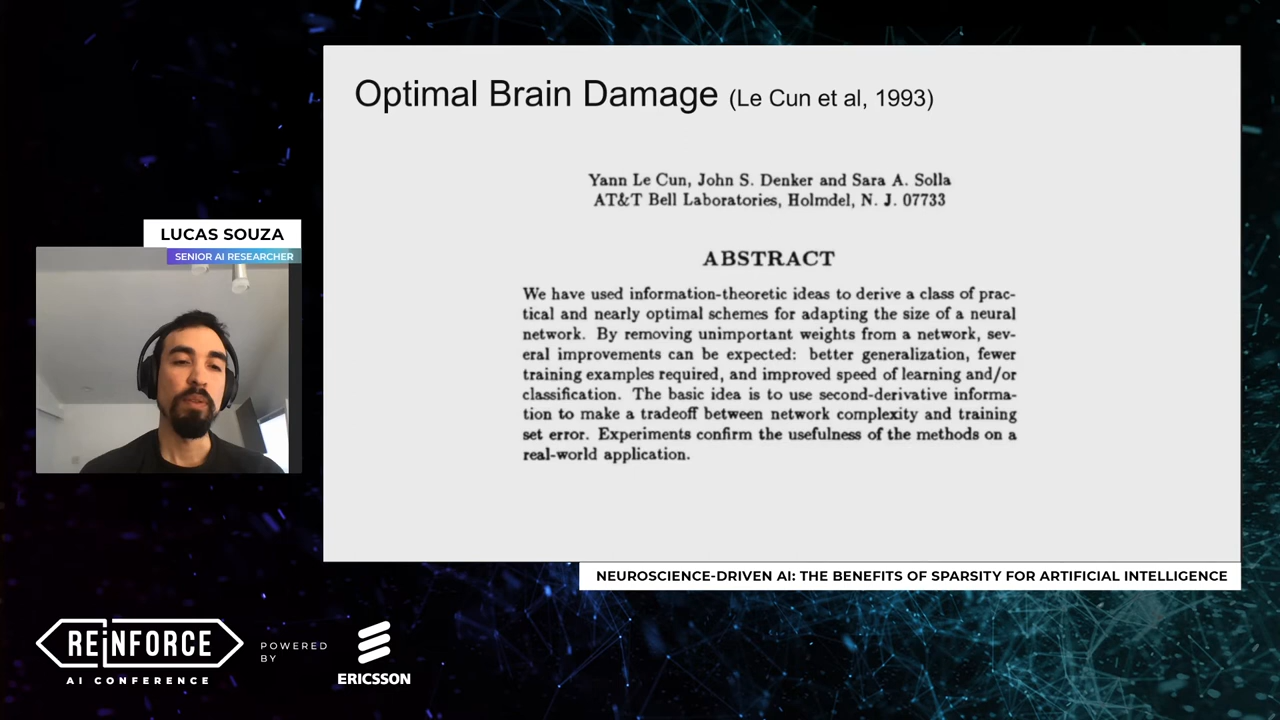 Optimal Brain Damage (Le Cun et al, 1993)
Yann Le Cun, John S. Denker and Sara A. Solla
AT&T Bell Laboratories, Holmdel, N. J. 07733
ABSTRACT
We have used information-theoretic ideas to derive a class of prac-
tical and nearly optimal schemes for adapting the size of a neural
network. By removing unimportant weights from a network, sev-
eral improvements can be expected: better generalization, fewer
training examples required, and improved speed of learning and/or
classification. The basic idea is to use second-derivative informa-
tion to make a tradeoff between network complexity and training
set error. Experiments confirm the usefulness of the methods on a
real-world application.
LUCAS SOUZA
SENIOR AI RESEARCHER
NEUROSCIENCE-DRIVEN AI: THE BENEFITS OF SPARSITY FOR ARTIFICIAL INTELLIGENCE
REINFORCE
AI CONFERENCE
POWERED
BY
ERICSSON